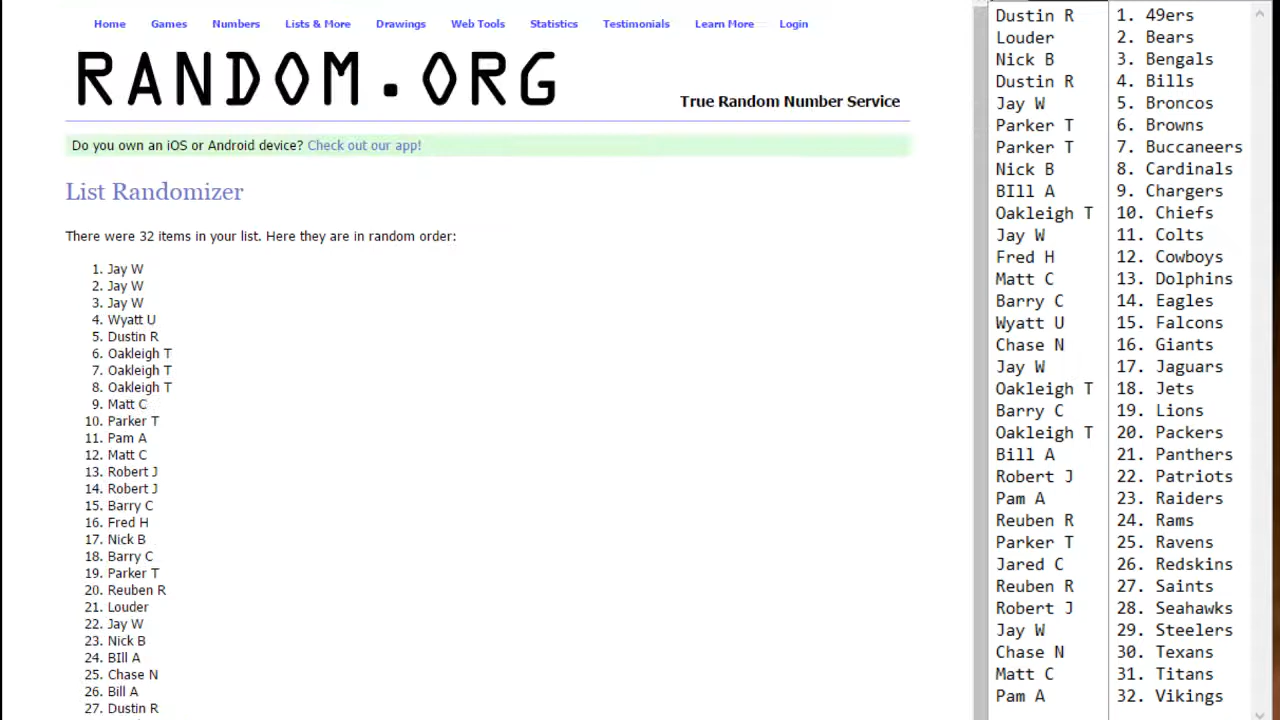 Home Games Numbers Lists & More Drawings Web Tools Statistics Testimonials Learn More Login
RANDOM.ORG
True Random Number Service
Do you own an iOS or Android device? Check out our app!
List Randomizer
There were 32 items in your list. Here they are in random order:
1. Jay W
2. Jay W
3. Jay W
4. Wyatt U
5. Dustin R
6. Oakleigh T
7. Oakleigh T
8. Oakleigh T
9. Matt C
10. Parker T
11. Pam A
12. Matt C
13. Robert J
14. Robert J
15. Barry C
16. Fred H
17. Nick B
18. Barry C
19. Parker T
20. Reuben R
21. Louder
22. Jay W
23. Nick B
24. BIll A
25. Chase N
26. Bill A
27. Dustin R
Dustin R 1. 49ers
Louder 2. Bears
Nick B 3. Bengals
Dustin R 4. Bills
Jay W 5. Broncos
Parker T 6. Browns
Parker T 7. Buccaneers
Nick B 8. Cardinals
BIll A 9. Chargers
Oakleigh T 10. Chiefs
Jay W 11. Colts
Fred H 12. Cowboys
Matt C 13. Dolphins
Barry C 14. Eagles
Wyatt U 15. Falcons
Chase N 16. Giants
Jay W 17. Jaguars
Oakleigh T 18. Jets
Barry C 19. Lions
Oakleigh T 20. Packers
Bill A 21. Panthers
Robert J 22. Patriots
Pam A 23. Raiders
Reuben R 24. Rams
Parker T 25. Ravens
Jared C 26. Redskins
Reuben R 27. Saints
Robert J 28. Seahawks
Jay W 29. Steelers
Chase N 30. Texans
Matt C 31. Titans
Pam A 32. Vikings